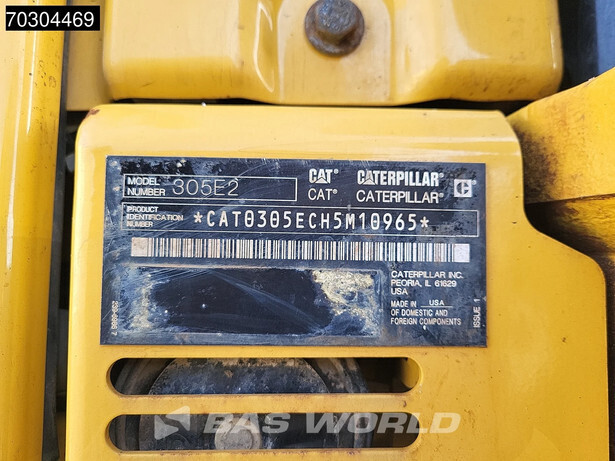 70304469
MODEL NUMBER 305E2
CAT® CATERPILLAR®
CAT® CATERPILLAR®
PRODUCT IDENTIFICATION NUMBER *CAT0305ECH5M10965*
CATERPILLAR INC.
PEORIA, IL 61629
USA
MADE IN USA
OF DOMESTIC AND
FOREIGN COMPONENTS
ISSUE 1
BAS WORLD